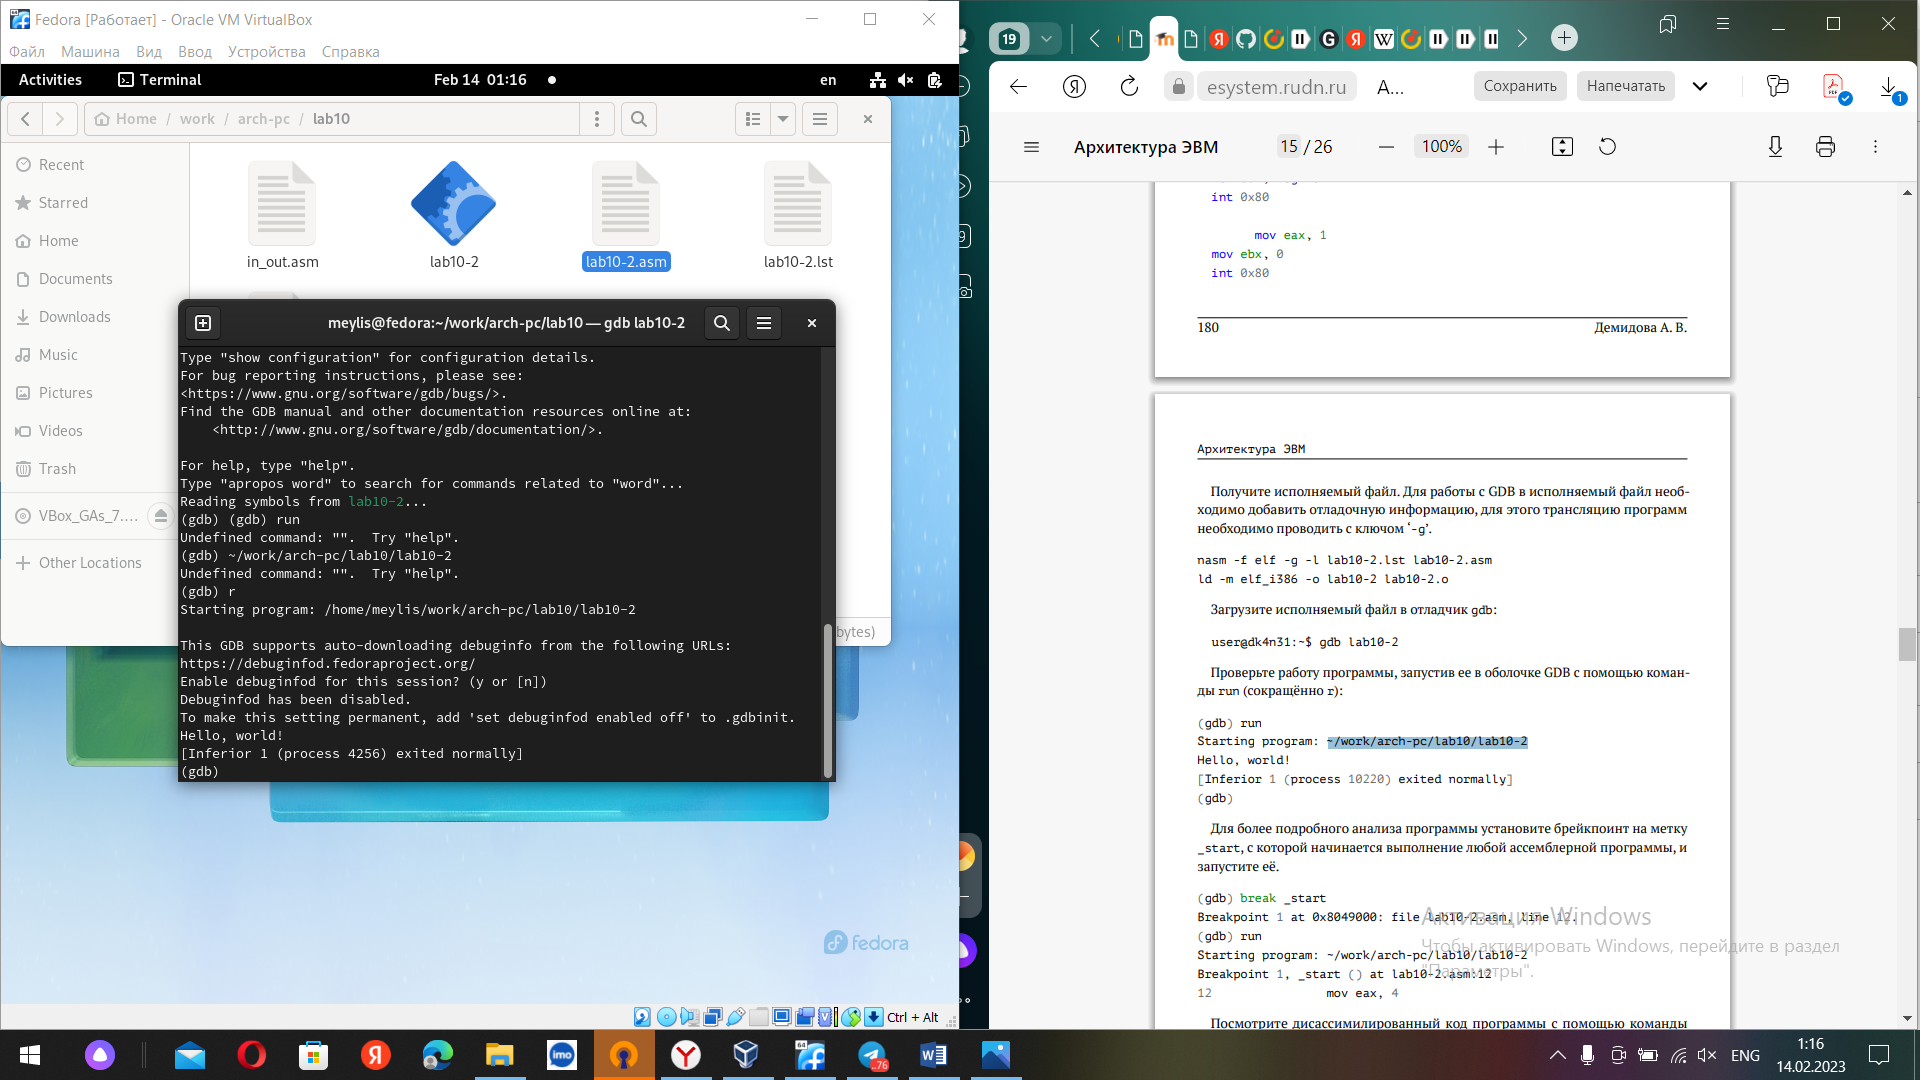 Fedora [Работает] - Oracle VM VirtualBox
Файл Машина Вид Ввод Устройства Справка
Activities Terminal Feb 14 01:16 en
Home / work / arch-pc / lab10
Recent
Starred
Home
Documents
Downloads
Music
Pictures
Videos
Trash
VBox_GAs_7....
Other Locations
in_out.asm lab10-2 lab10-2.asm lab10-2.lst
bytes)
meylis@fedora:~/work/arch-pc/lab10 — gdb lab10-2
Type "show configuration" for configuration details.
For bug reporting instructions, please see:
<https://www.gnu.org/software/gdb/bugs/>.
Find the GDB manual and other documentation resources online at:
<http://www.gnu.org/software/gdb/documentation/>.
For help, type "help".
Type "apropos word" to search for commands related to "word"...
Reading symbols from lab10-2...
(gdb) (gdb) run
Undefined command: "". Try "help".
(gdb) ~/work/arch-pc/lab10/lab10-2
Undefined command: "". Try "help".
(gdb) r
Starting program: /home/meylis/work/arch-pc/lab10/lab10-2
This GDB supports auto-downloading debuginfo from the following URLs:
https://debuginfod.fedoraproject.org/
Enable debuginfod for this session? (y or [n])
Debuginfod has been disabled.
To make this setting permanent, add 'set debuginfod enabled off' to .gdbinit.
Hello, world!
[Inferior 1 (process 4256) exited normally]
(gdb)
fedora
Ctrl + Alt
19
esystem.rudn.ru А... Сохранить Напечатать
1
Архитектура ЭВМ 15 / 26 100%
int 0x80
mov eax, 1
mov ebx, 0
int 0x80
180 Демидова А. В.
Архитектура ЭВМ
Получите исполняемый файл. Для работы с GDB в исполняемый файл необ-
ходимо добавить отладочную информацию, для этого трансляцию программ
необходимо проводить с ключом ‘-g’.
nasm -f elf -g -l lab10-2.lst lab10-2.asm
ld -m elf_i386 -o lab10-2 lab10-2.o
Загрузите исполняемый файл в отладчик gdb:
user@dk4n31:~$ gdb lab10-2
Проверьте работу программы, запустив ее в оболочке GDB с помощью коман-
ды run (сокращённо r):
(gdb) run
Starting program: ~/work/arch-pc/lab10/lab10-2
Hello, world!
[Inferior 1 (process 10220) exited normally]
(gdb)
Для более подробного анализа программы установите брейкпоинт на метку
_start, с которой начинается выполнение любой ассемблерной программы, и
запустите её.
(gdb) break _start
Breakpoint 1 at 0x8049000: file lab10-2.asm, line 12.
(gdb) run
Starting program: ~/work/arch-pc/lab10/lab10-2
Breakpoint 1, _start () at lab10-2.asm:12
12 mov eax, 4
Посмотрите дисассимилированный код программы с помощью команды
Активация Windows
Чтобы активировать Windows, перейдите в раздел
"Параметры".
imo
64
..76
ENG
1:16
14.02.2023